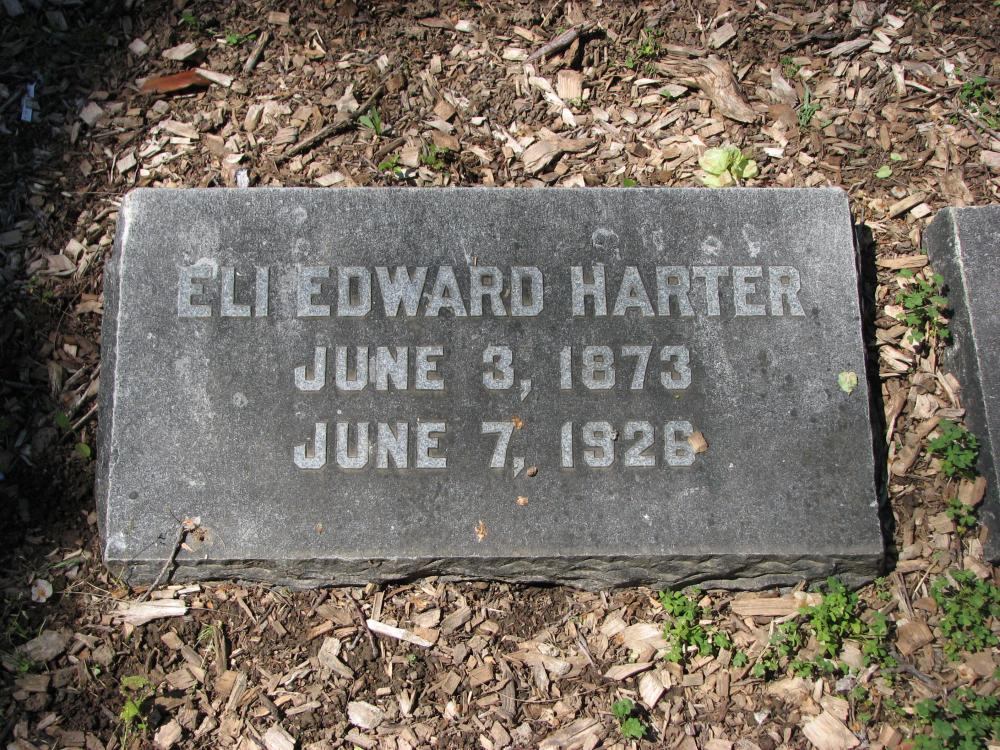 ELI EDWARD HARTER
JUNE 3, 1873
JUNE 7, 1926